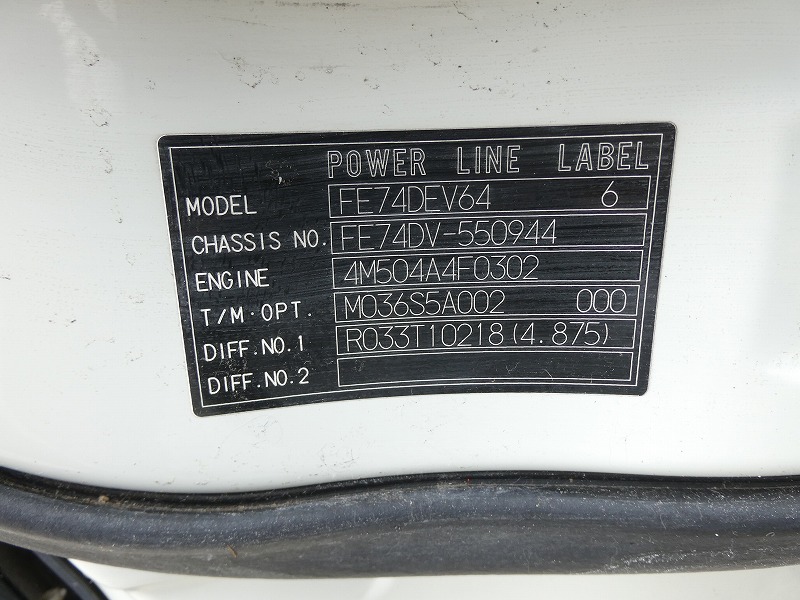 POWER LINE LABEL
MODEL FE74DEV64 6
CHASSIS NO. FE74DV-550944
ENGINE 4M504A4F0302
T/M·OPT. M036S5A002 000
DIFF.NO.1 R033T10218(4.875)
DIFF.NO.2